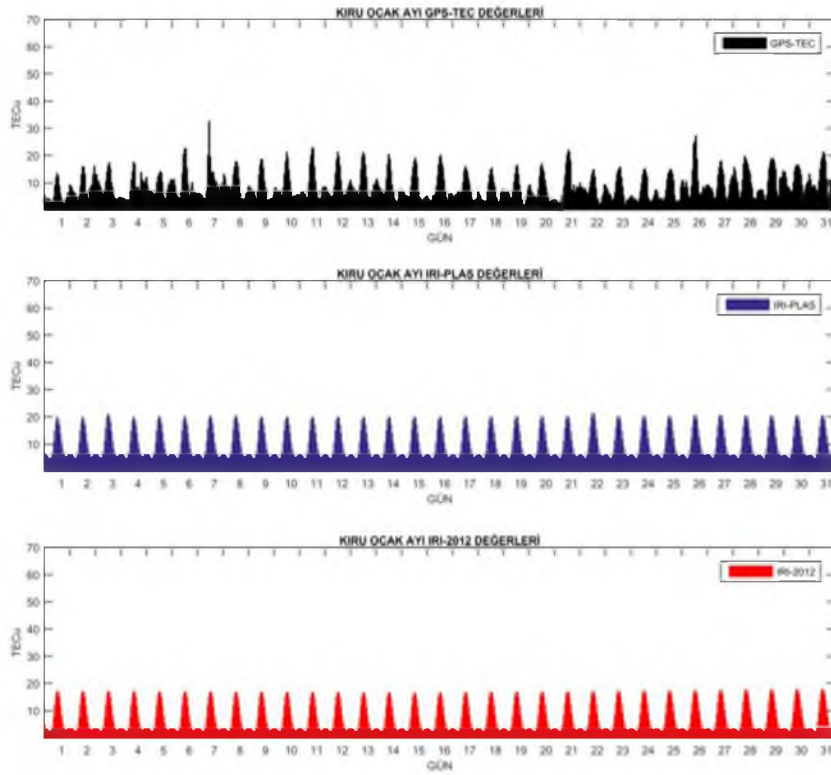 KIRU OCAK AYI GPS-TEC DEĞERLERİ
70
60
50
40
30
20
10
TECu
GPS-TEC
1 2 3 4 5 6 7 8 9 10 11 12 13 14 15 16 17 18 19 20 21 22 23 24 25 26 27 28 29 30 31
GÜN
KIRU OCAK AYI IRI-PLAS DEĞERLERİ
70
60
50
40
30
20
10
TECu
IRI-PLAS
1 2 3 4 5 6 7 8 9 10 11 12 13 14 15 16 17 18 19 20 21 22 23 24 25 26 27 28 29 30 31
GÜN
KIRU OCAK AYI IRI-2012 DEĞERLERİ
70
60
50
40
30
20
10
TECu
IRI-2012
1 2 3 4 5 6 7 8 9 10 11 12 13 14 15 16 17 18 19 20 21 22 23 24 25 26 27 28 29 30 31
GÜN